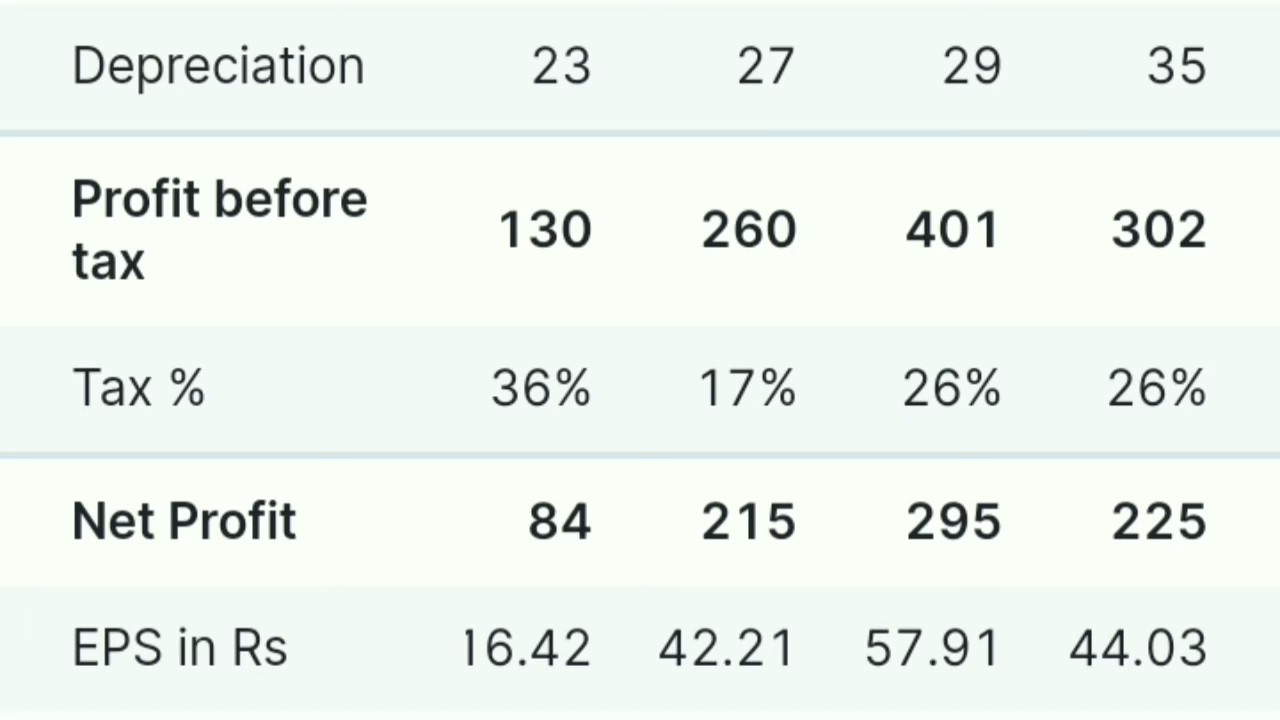 Depreciation 23 27 29 35
Profit before
tax 130 260 401 302
Tax % 36% 17% 26% 26%
Net Profit 84 215 295 225
EPS in Rs 16.42 42.21 57.91 44.03